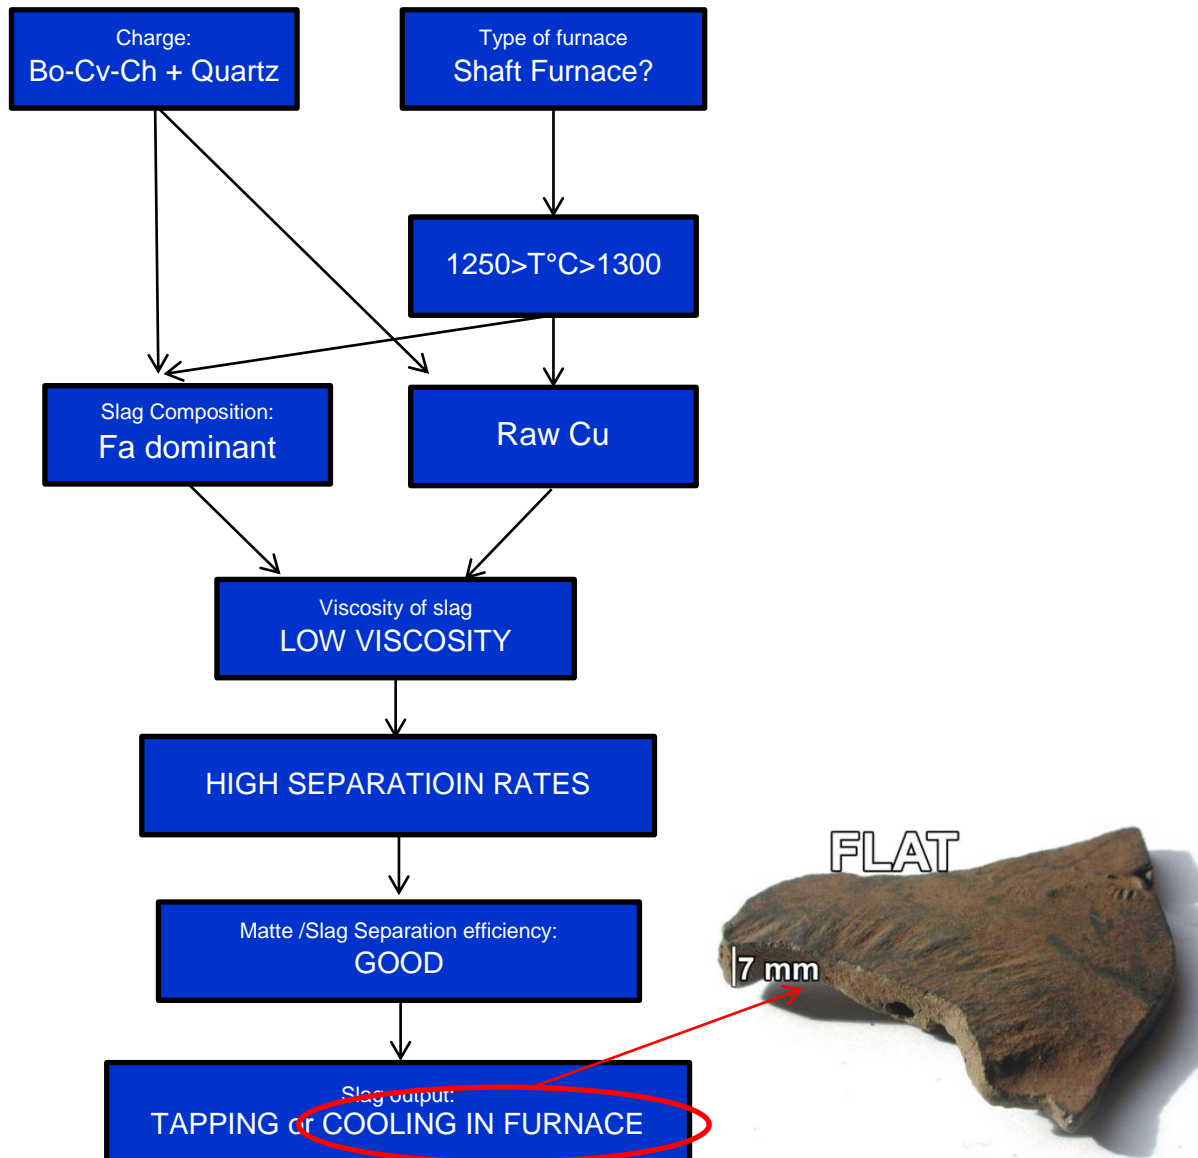 Charge:
Bo-Cv-Ch + Quartz
Type of furnace
Shaft Furnace?
1250>T°C>1300
Slag Composition:
Fa dominant
Raw Cu
Viscosity of slag
LOW VISCOSITY
HIGH SEPARATIOIN RATES
Matte /Slag Separation efficiency:
GOOD
FLAT
7 mm
Slag output:
TAPPING or COOLING IN FURNACE